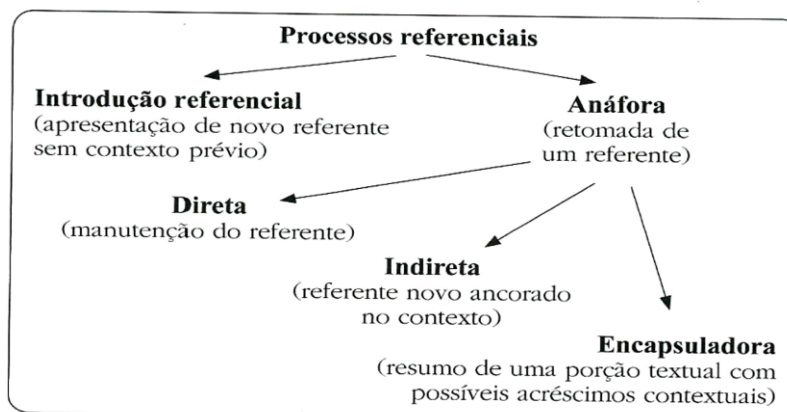 Processos referenciais
Introdução referencial
(apresentação de novo referente
sem contexto prévio)
Anáfora
(retomada de
um referente)
Direta
(manutenção do referente)
Indireta
(referente novo ancorado
no contexto)
Encapsuladora
(resumo de uma porção textual com
possíveis acréscimos contextuais)